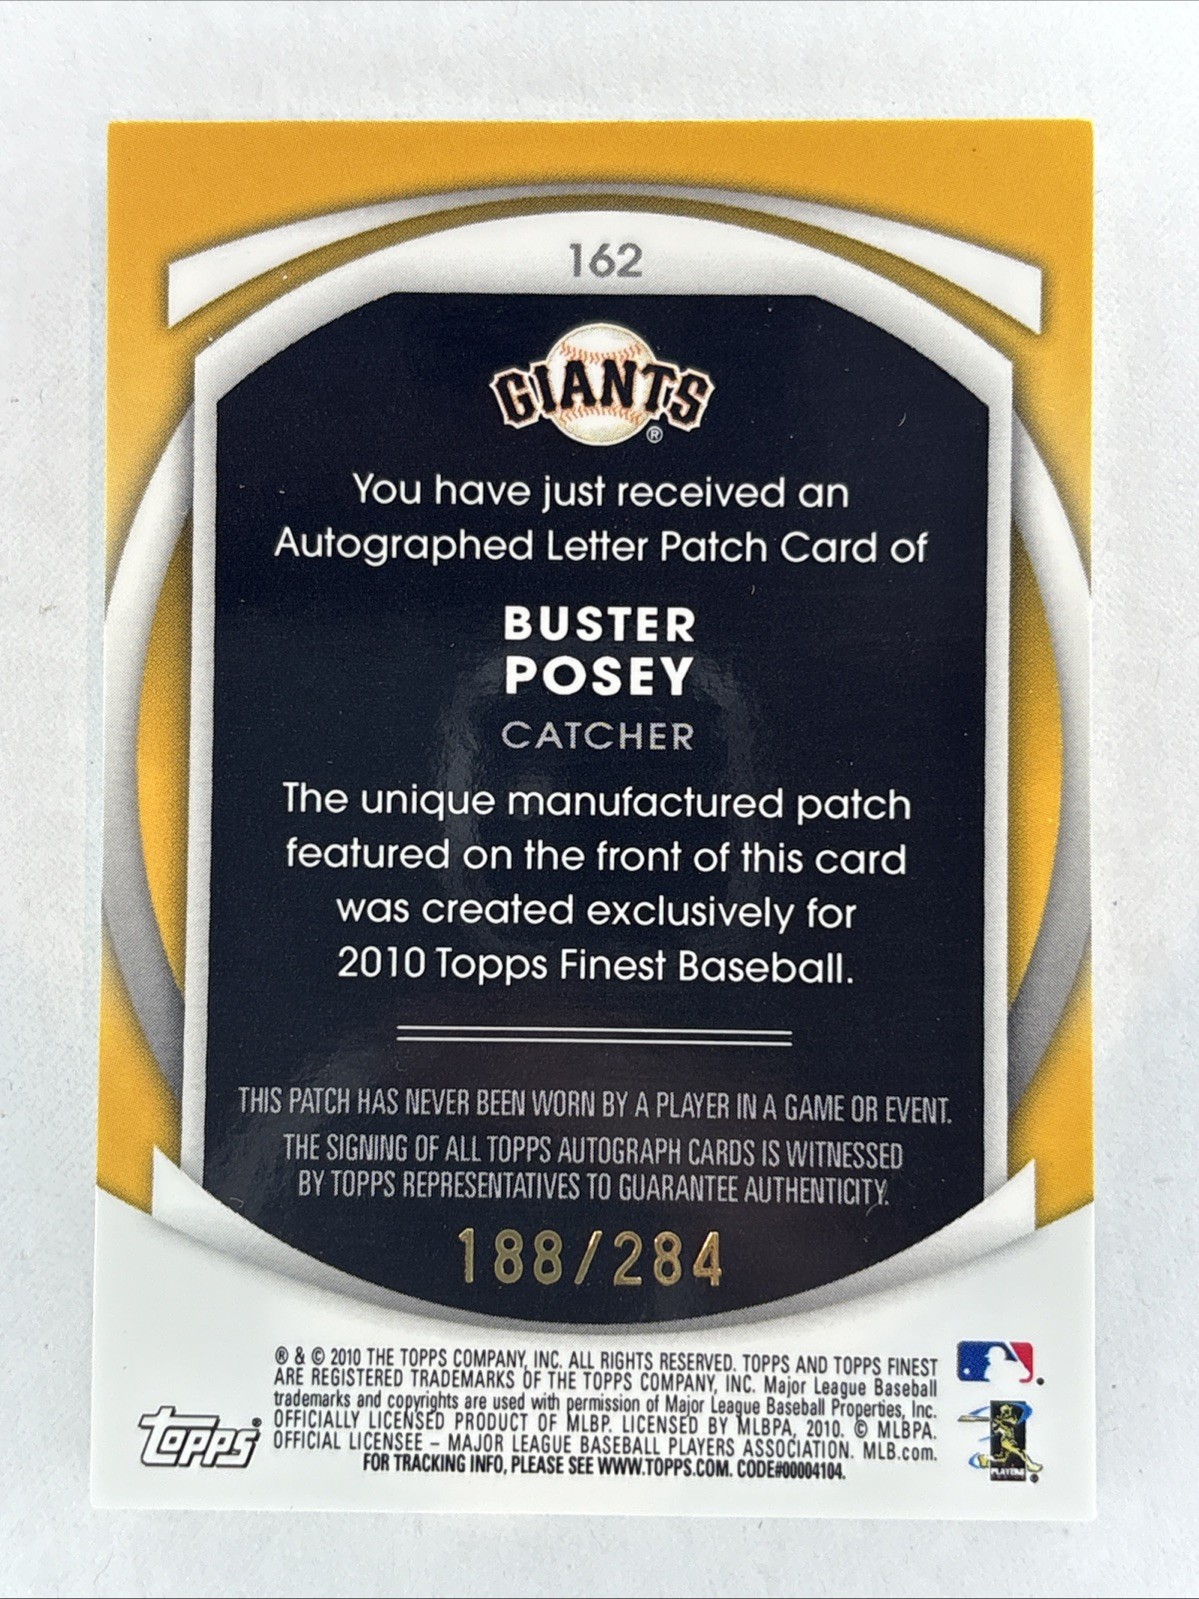 162
GIANTS
®
You have just received an
Autographed Letter Patch Card of
BUSTER
POSEY
CATCHER
The unique manufactured patch
featured on the front of this card
was created exclusively for
2010 Topps Finest Baseball.
THIS PATCH HAS NEVER BEEN WORN BY A PLAYER IN A GAME OR EVENT.
THE SIGNING OF ALL TOPPS AUTOGRAPH CARDS IS WITNESSED
BY TOPPS REPRESENTATIVES TO GUARANTEE AUTHENTICITY.
188/284
® & © 2010 THE TOPPS COMPANY, INC. ALL RIGHTS RESERVED. TOPPS AND TOPPS FINEST
ARE REGISTERED TRADEMARKS OF THE TOPPS COMPANY, INC. Major League Baseball
trademarks and copyrights are used with permission of Major League Baseball Properties, Inc.
OFFICIALLY LICENSED PRODUCT OF MLBP. LICENSED BY MLBPA, 2010. © MLBPA.
OFFICIAL LICENSEE – MAJOR LEAGUE BASEBALL PLAYERS ASSOCIATION. MLB.com.
FOR TRACKING INFO, PLEASE SEE WWW.TOPPS.COM. CODE#00004104.
Topps®
PLAYERS
®